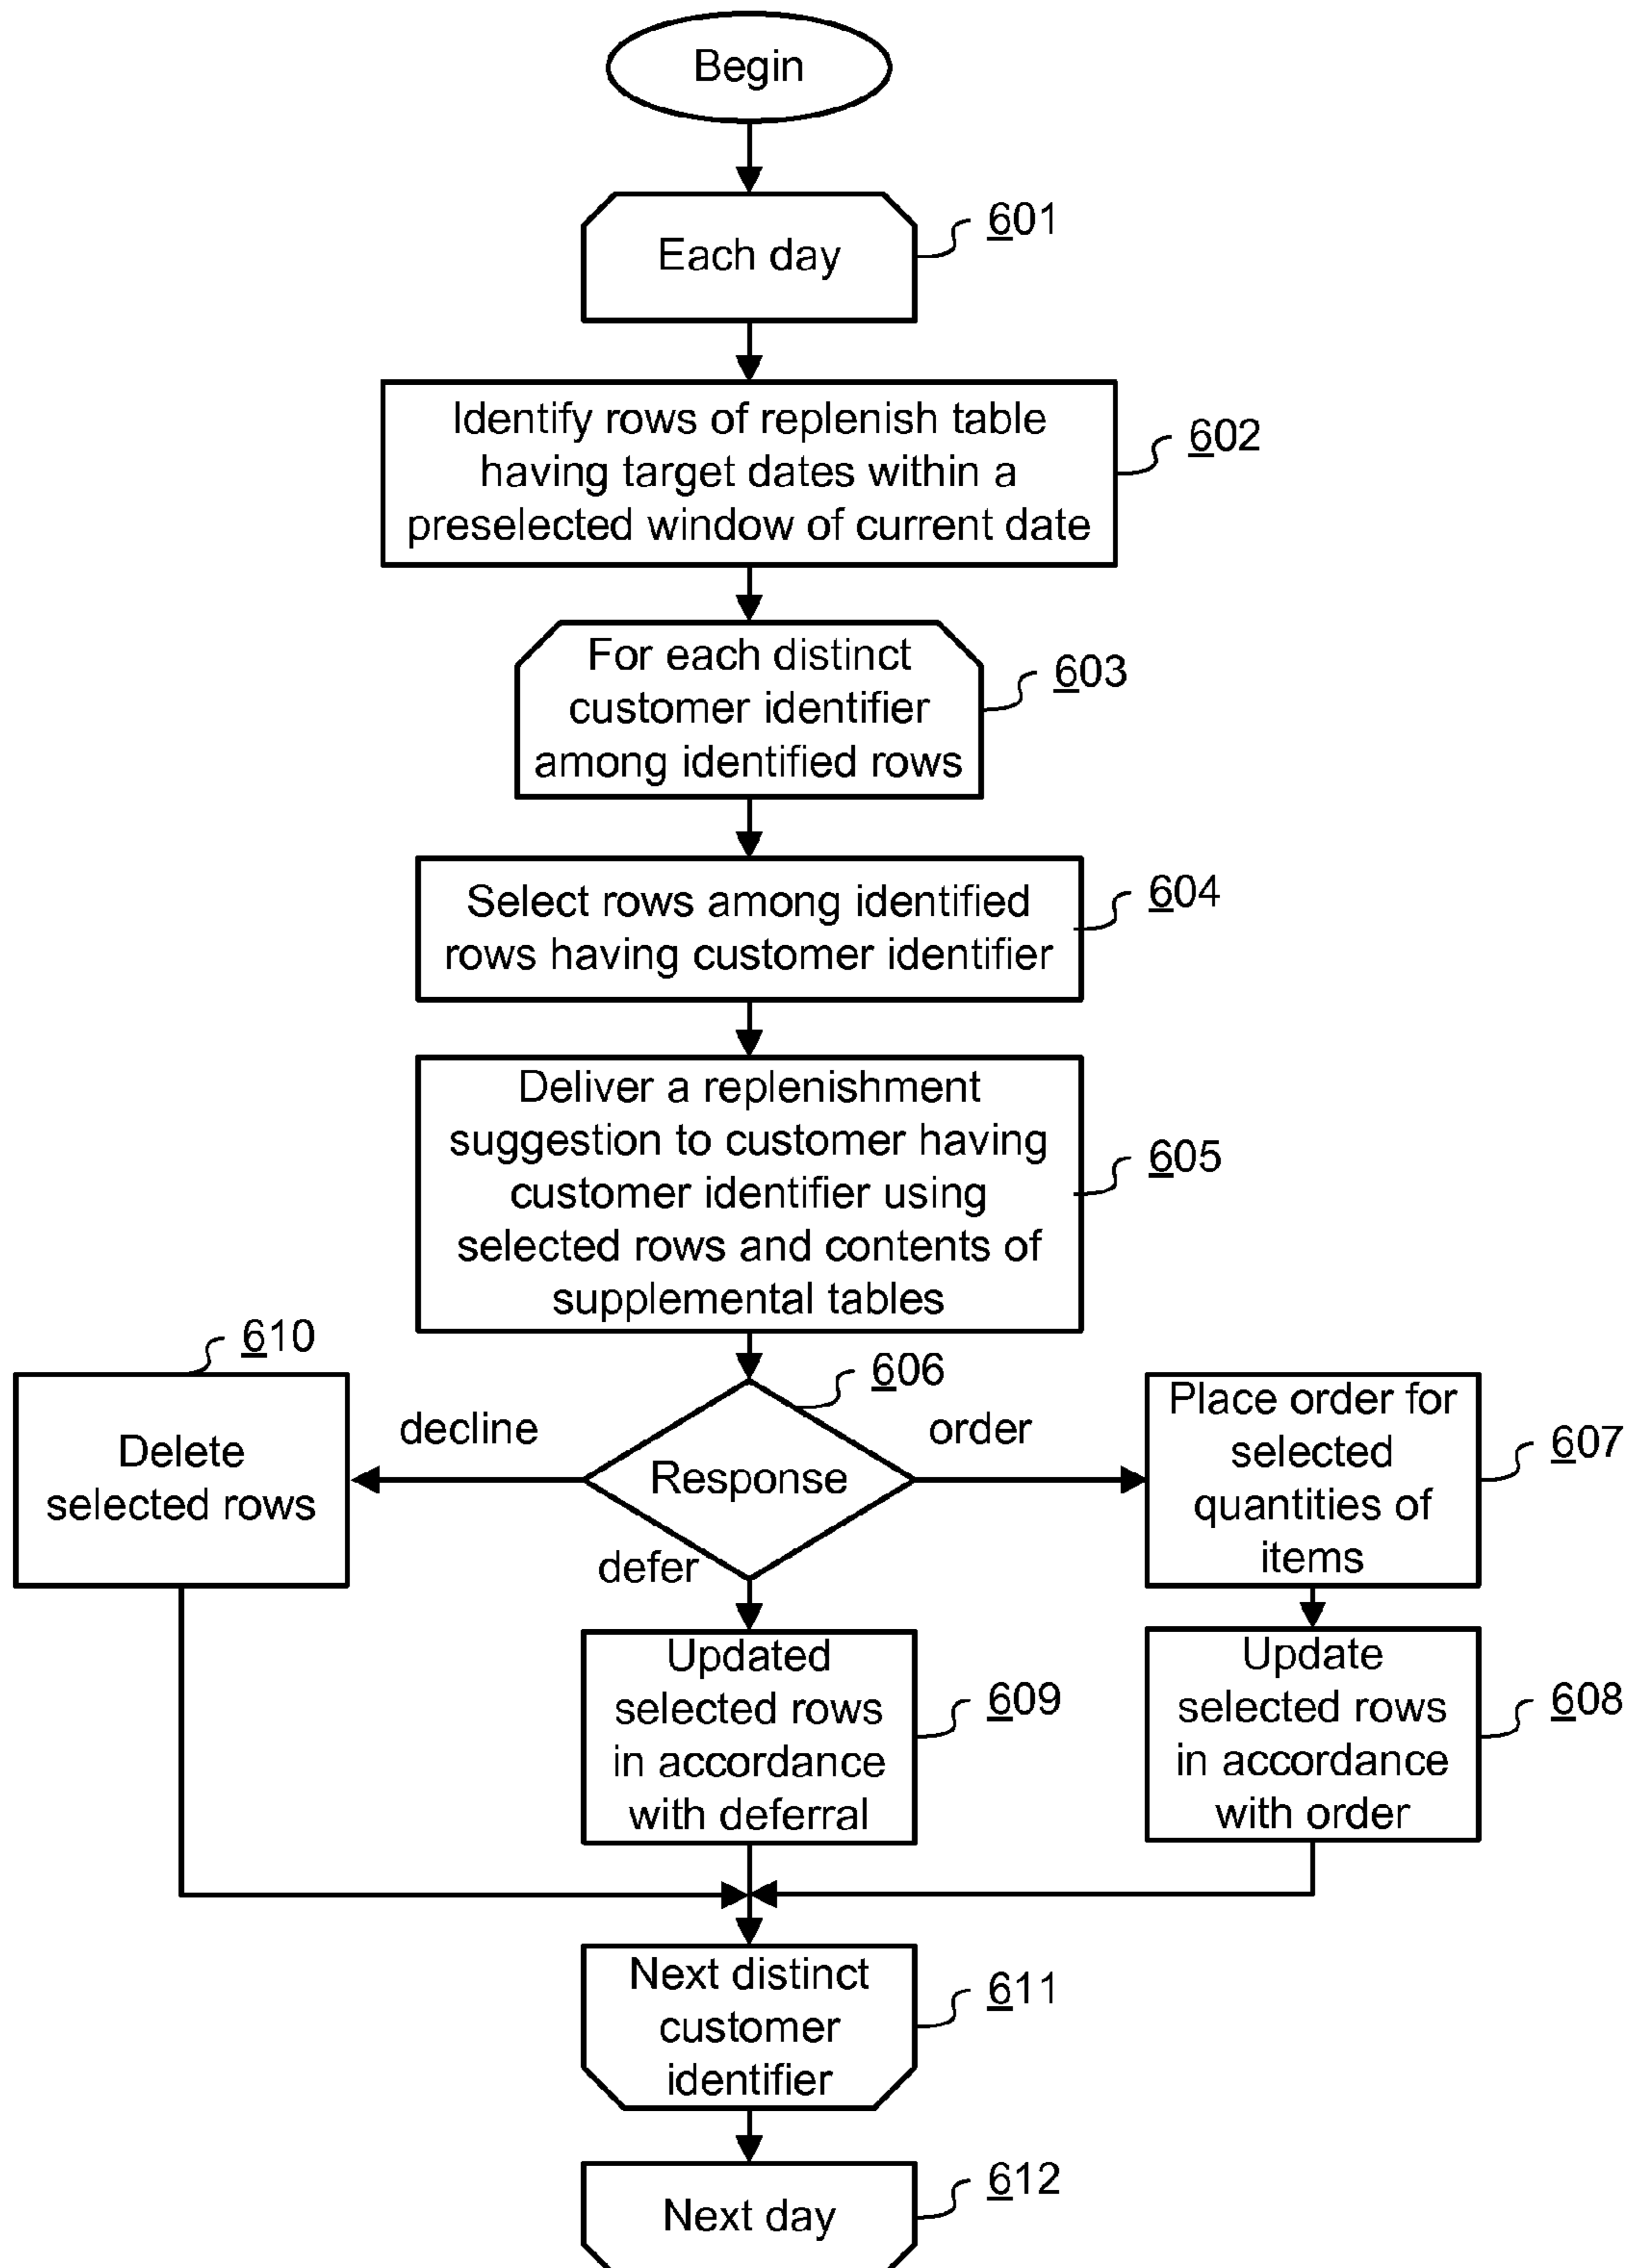 Begin
Each day
601
Identify rows of replenish table
having target dates within a
preselected window of current date
602
For each distinct
customer identifier
among identified rows
603
Select rows among identified
rows having customer identifier
604
Deliver a replenishment
suggestion to customer having
customer identifier using
selected rows and contents of
supplemental tables
605
610
Delete
selected rows
decline
606
Response
order
defer
Place order for
selected
quantities of
items
607
Updated
selected rows
in accordance
with deferral
609
Update
selected rows
in accordance
with order
608
Next distinct
customer
identifier
611
Next day
612